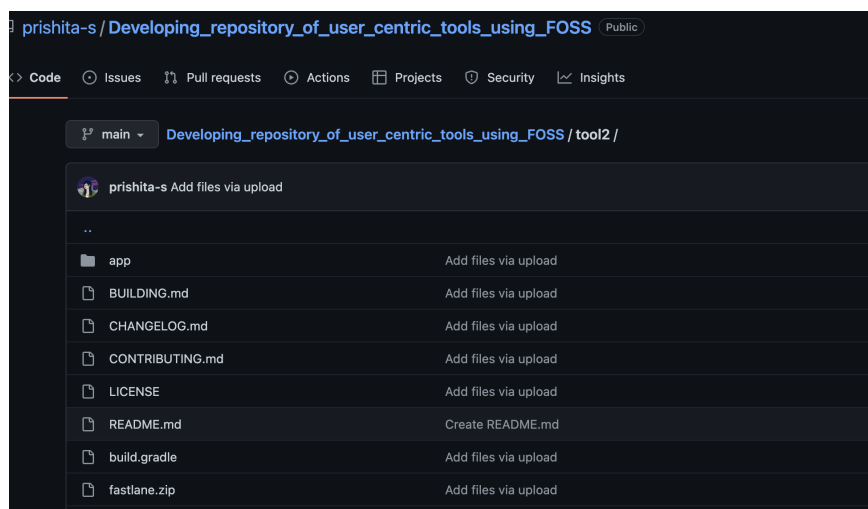 prishita-s / Developing_repository_of_user_centric_tools_using_FOSS Public
<> Code Issues Pull requests Actions Projects Security Insights
main Developing_repository_of_user_centric_tools_using_FOSS / tool2 /
prishita-s Add files via upload
..
app Add files via upload
BUILDING.md Add files via upload
CHANGELOG.md Add files via upload
CONTRIBUTING.md Add files via upload
LICENSE Add files via upload
README.md Create README.md
build.gradle Add files via upload
fastlane.zip Add files via upload